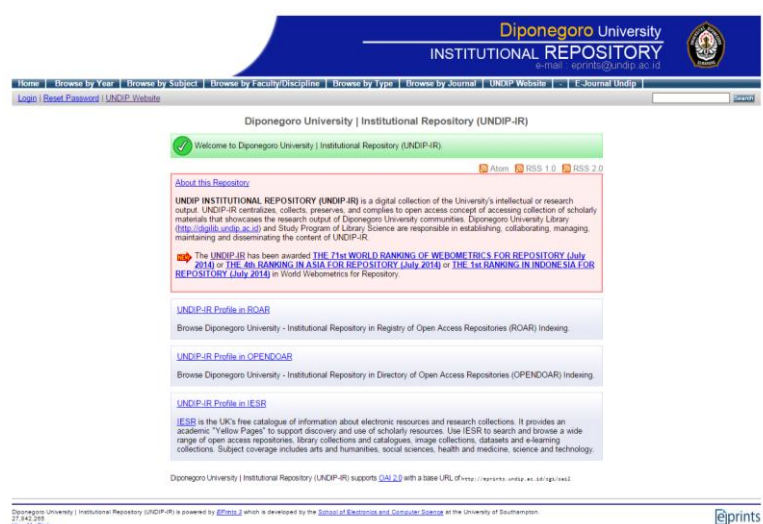 Diponegoro University
INSTITUTIONAL REPOSITORY
e-mail : eprints@undip.ac.id
Home | Browse by Year | Browse by Subject | Browse by Faculty/Discipline | Browse by Type | Browse by Journal | UNDIP Website | - | E-Journal Undip |
Login | Reset Password | UNDIP Website
Search
Diponegoro University | Institutional Repository (UNDIP-IR)
Welcome to Diponegoro University | Institutional Repository (UNDIP-IR).
Atom RSS 1.0 RSS 2.0
About this Repository
UNDIP INSTITUTIONAL REPOSITORY (UNDIP-IR) is a digital collection of the University's intellectual or research
output. UNDIP-IR centralizes, collects, preserves, and complies to open access concept of accessing collection of scholarly
materials that showcases the research output of Diponegoro University communities. Diponegoro University Library
(http://digilib.undip.ac.id) and Study Program of Library Science are responsible in establishing, collaborating, managing,
maintaining and disseminating the content of UNDIP-IR.
NEW The UNDIP-IR has been awarded THE 71st WORLD RANKING OF WEBOMETRICS FOR REPOSITORY (July
2014) or THE 4th RANKING IN ASIA FOR REPOSITORY (July 2014) or THE 1st RANKING IN INDONESIA FOR
REPOSITORY (July 2014) in World Webometrics for Repository.
UNDIP-IR Profile in ROAR
Browse Diponegoro University - Institutional Repository in Registry of Open Access Repositories (ROAR) Indexing.
UNDIP-IR Profile in OPENDOAR
Browse Diponegoro University - Institutional Repository in Directory of Open Access Repositories (OPENDOAR) Indexing.
UNDIP-IR Profile in IESR
IESR is the UK's free catalogue of information about electronic resources and research collections. It provides an
academic "Yellow Pages" to support discovery and use of scholarly resources. Use IESR to search and browse a wide
range of open access repositories, library collections and catalogues, image collections, datasets and e-learning
collections. Subject coverage includes arts and humanities, social sciences, health and medicine, science and technology.
Diponegoro University | Institutional Repository (UNDIP-IR) supports OAI 2.0 with a base URL of http://eprints.undip.ac.id/cgi/oai2
Diponegoro University | Institutional Repository (UNDIP-IR) is powered by EPrints 3 which is developed by the School of Electronics and Computer Science at the University of Southampton.
27,842,265
eprints